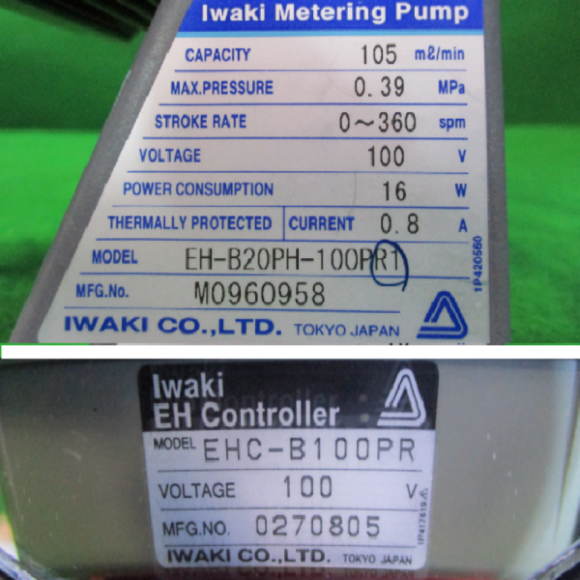 Iwaki Metering Pump
CAPACITY 105 mℓ/min
MAX.PRESSURE 0.39 MPa
STROKE RATE 0~360 spm
VOLTAGE 100 V
POWER CONSUMPTION 16 W
THERMALLY PROTECTED CURRENT 0.8 A
MODEL EH-B20PH-100PR1
MFG.No. M0960958
1P420560
IWAKI CO.,LTD. TOKYO JAPAN
Iwaki
EH Controller
MODEL EHC-B100PR
VOLTAGE 100 V
MFG.NO. 0270805
IWAKI CO.,LTD. TOKYO JAPAN